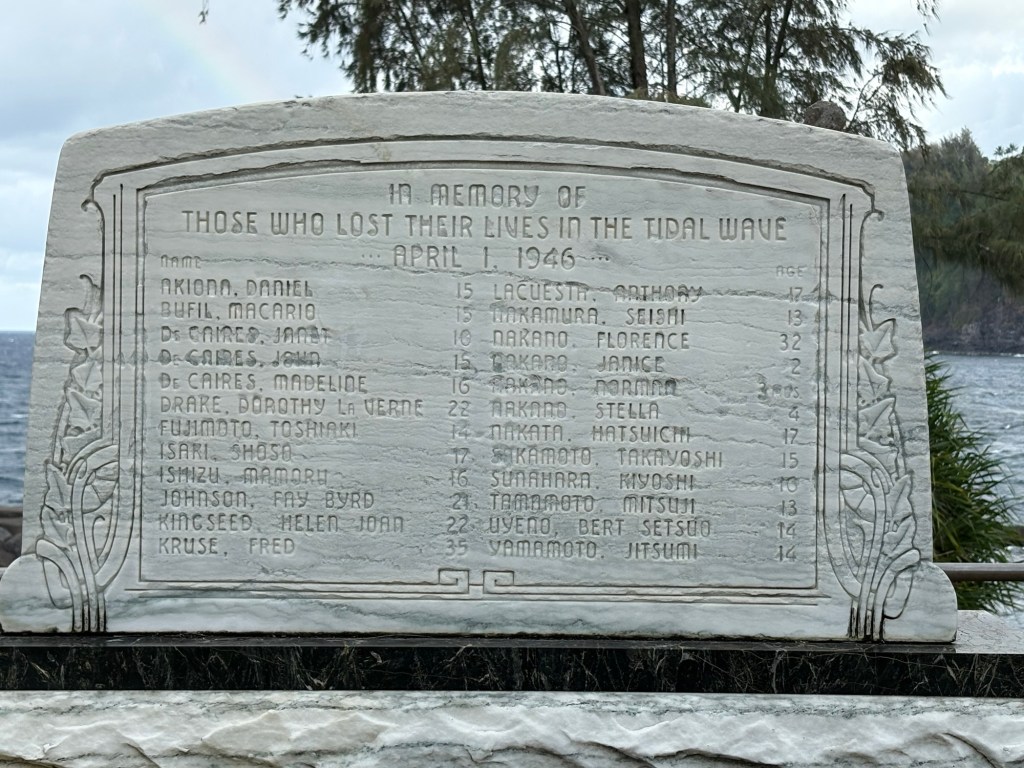 IN MEMORY OF
THOSE WHO LOST THEIR LIVES IN THE TIDAL WAVE
... APRIL 1, 1946 ...
NAME AGE
AKIONA, DANIEL 15 LACUESTA, ANTHONY 17
BUFIL, MACARIO 15 NAKAMURA, SEISAI 13
De CAIRES, JANET NAKANO, FLORENCE 32
De CAIRES, JOHN 15 NAKANO, JANICE 2
De CAIRES, MADELINE 16 NAKANO, NORMAN
DRAKE, DOROTHY La VERNE 22 NAKANO, STELLA 4
FUJIMOTO, TOSHIAKI 14 NAKATA, HATSUICHI 17
ISAKI, SHOSO 17 SAKAMOTO, TAKAYOSHI 15
ISHIZU, MAMORU 16 SUNAHARA, KIYOSHI
JOHNSON, FAY BYRD 21 TAMAMOTO, MITSUJI 13
KINGSEED, HELEN JOAN 22 UYENO, BERT SETSUO 14
KRUSE, FRED 35 YAMAMOTO, JITSUMI 14